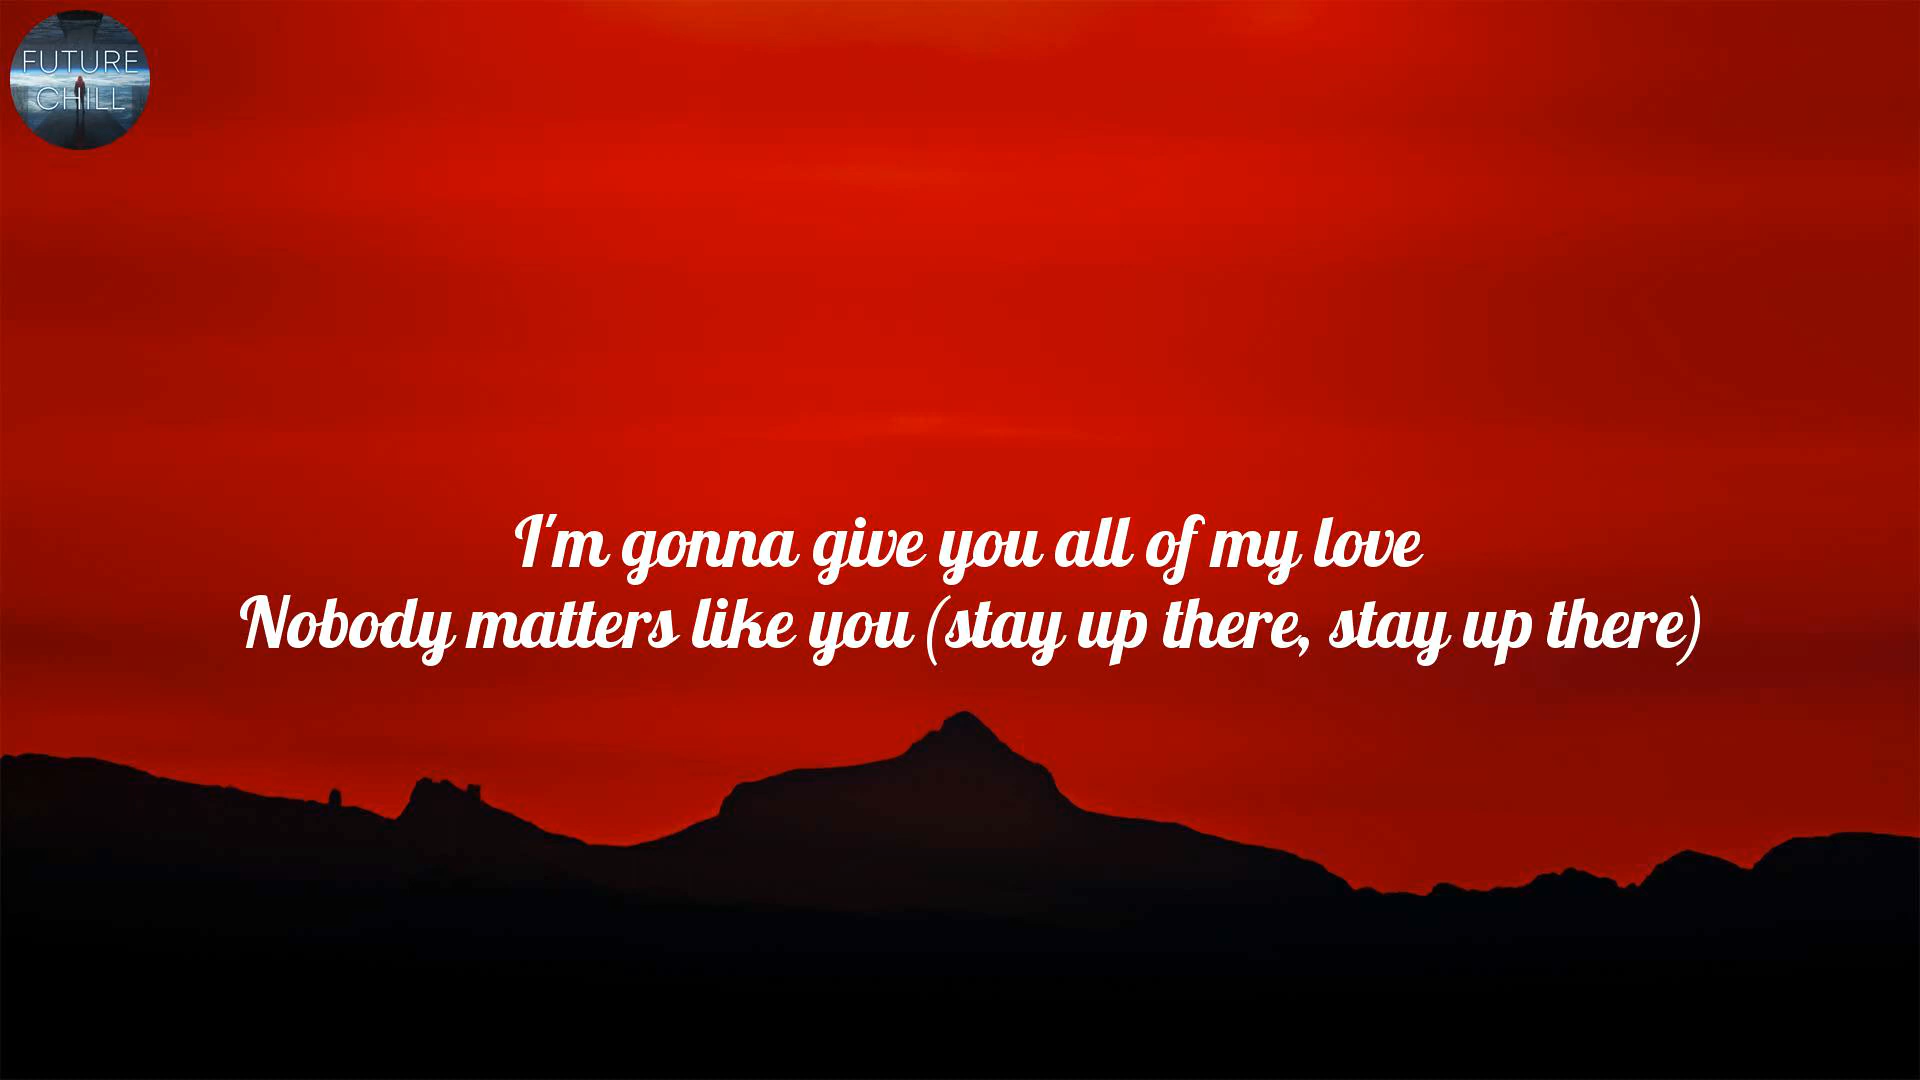 FUTURE
CHILL
I'm gonna give you all of my love
Nobody matters like you (stay up there, stay up there)